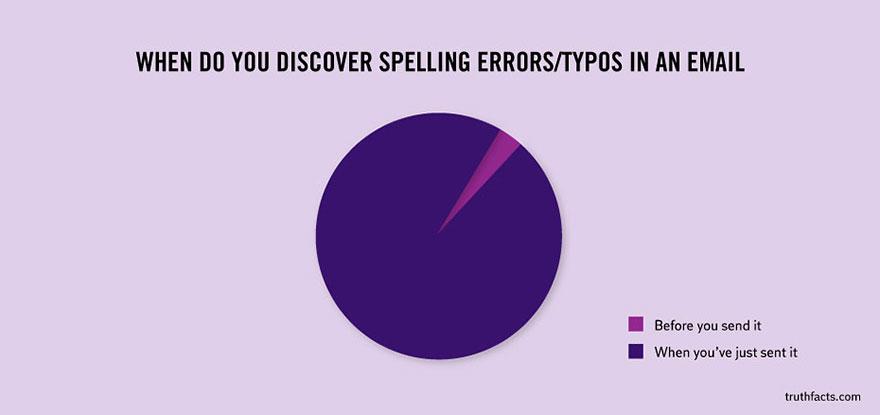 WHEN DO YOU DISCOVER SPELLING ERRORS/TYPOS IN AN EMAIL
Before you send it
When you've just sent it
truthfacts.com